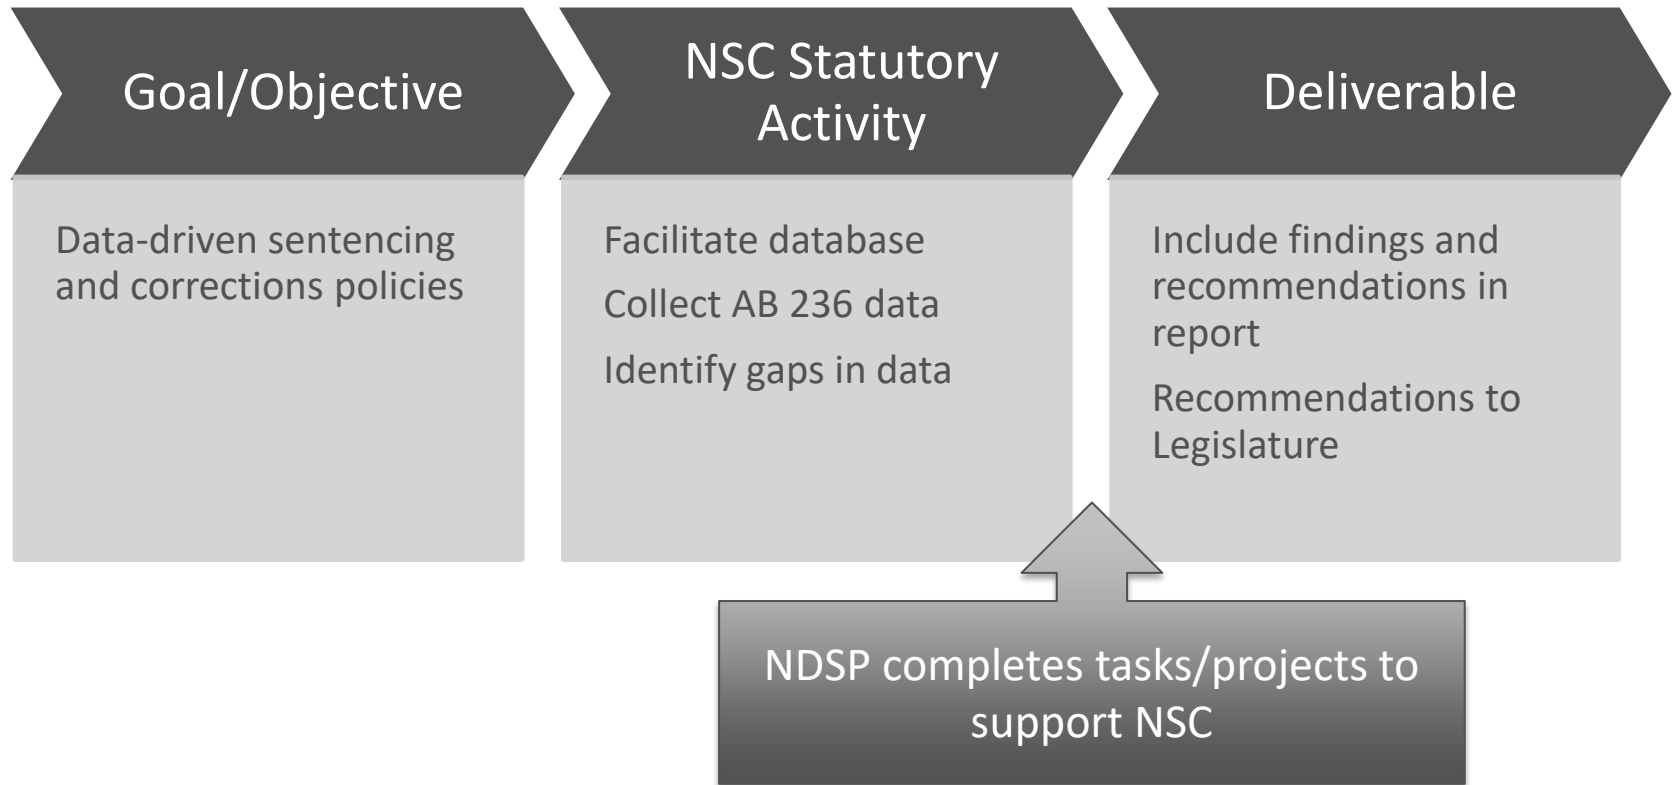 Goal/Objective
Data-driven sentencing
and corrections policies
NSC Statutory
Activity
Facilitate database
Collect AB 236 data
Identify gaps in data
Deliverable
Include findings and
recommendations in
report
Recommendations to
Legislature
NDSP completes tasks/projects to
support NSC